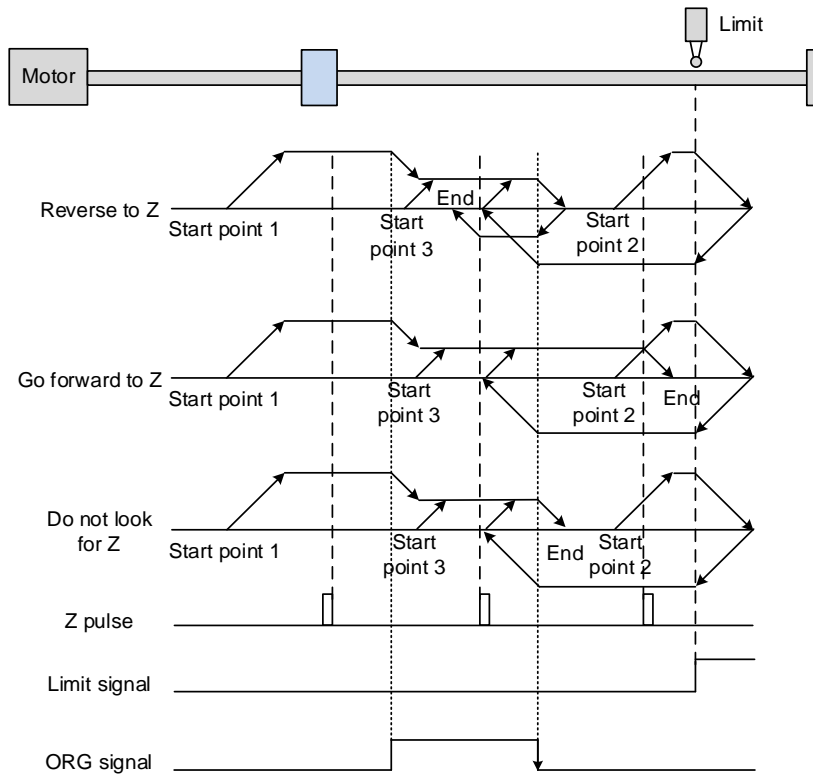 Limit
Motor
Reverse to Z
End
Start point 1
Start
point 3
Start
point 2
Go forward to Z
Start point 1
Start
point 3
Start
point 2
End
Do not look
for Z
Start point 1
Start
point 3
End
Start
point 2
Z pulse
Limit signal
ORG signal